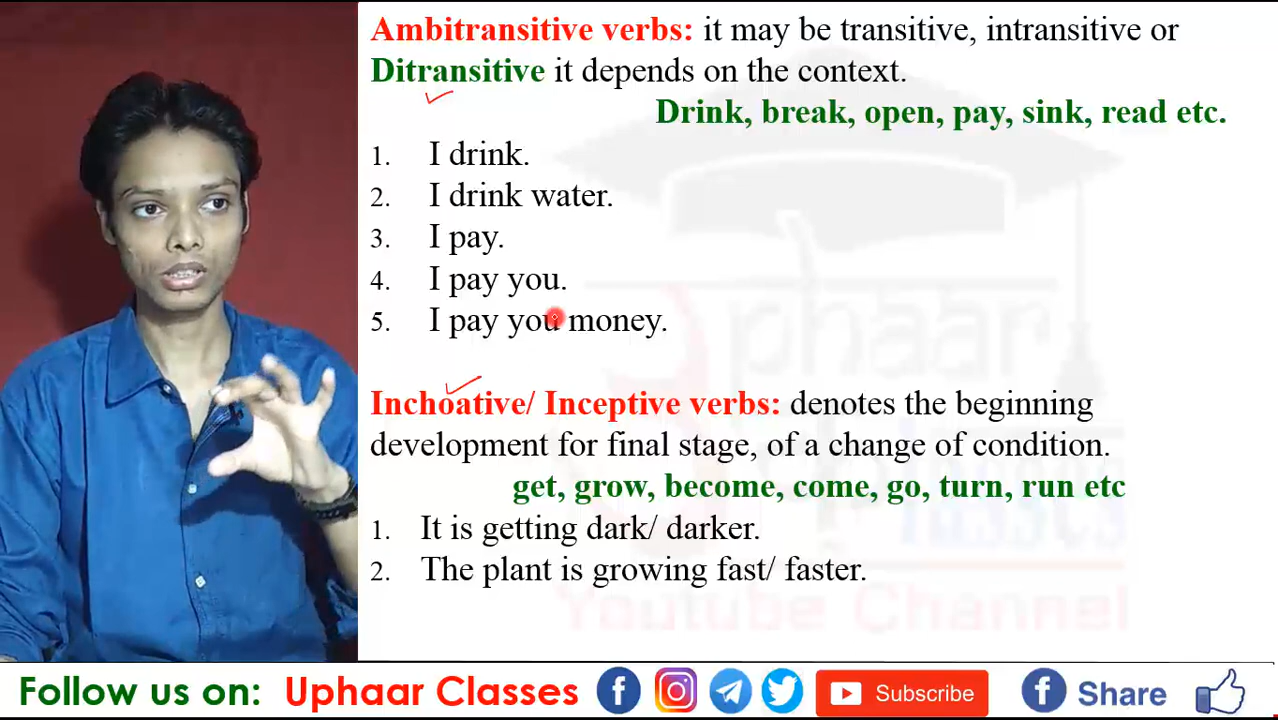 Ambitransitive verbs: it may be transitive, intransitive or
Ditransitive it depends on the context.
Drink, break, open, pay, sink, read etc.
1. I drink.
2. I drink water.
3. I pay.
4. I pay you.
5. I pay you money.
Inchoative/ Inceptive verbs: denotes the beginning
development for final stage, of a change of condition.
get, grow, become, come, go, turn, run etc
1. It is getting dark/ darker.
2. The plant is growing fast/ faster.
Youtube Channel
Follow us on: Uphaar Classes Subscribe Share